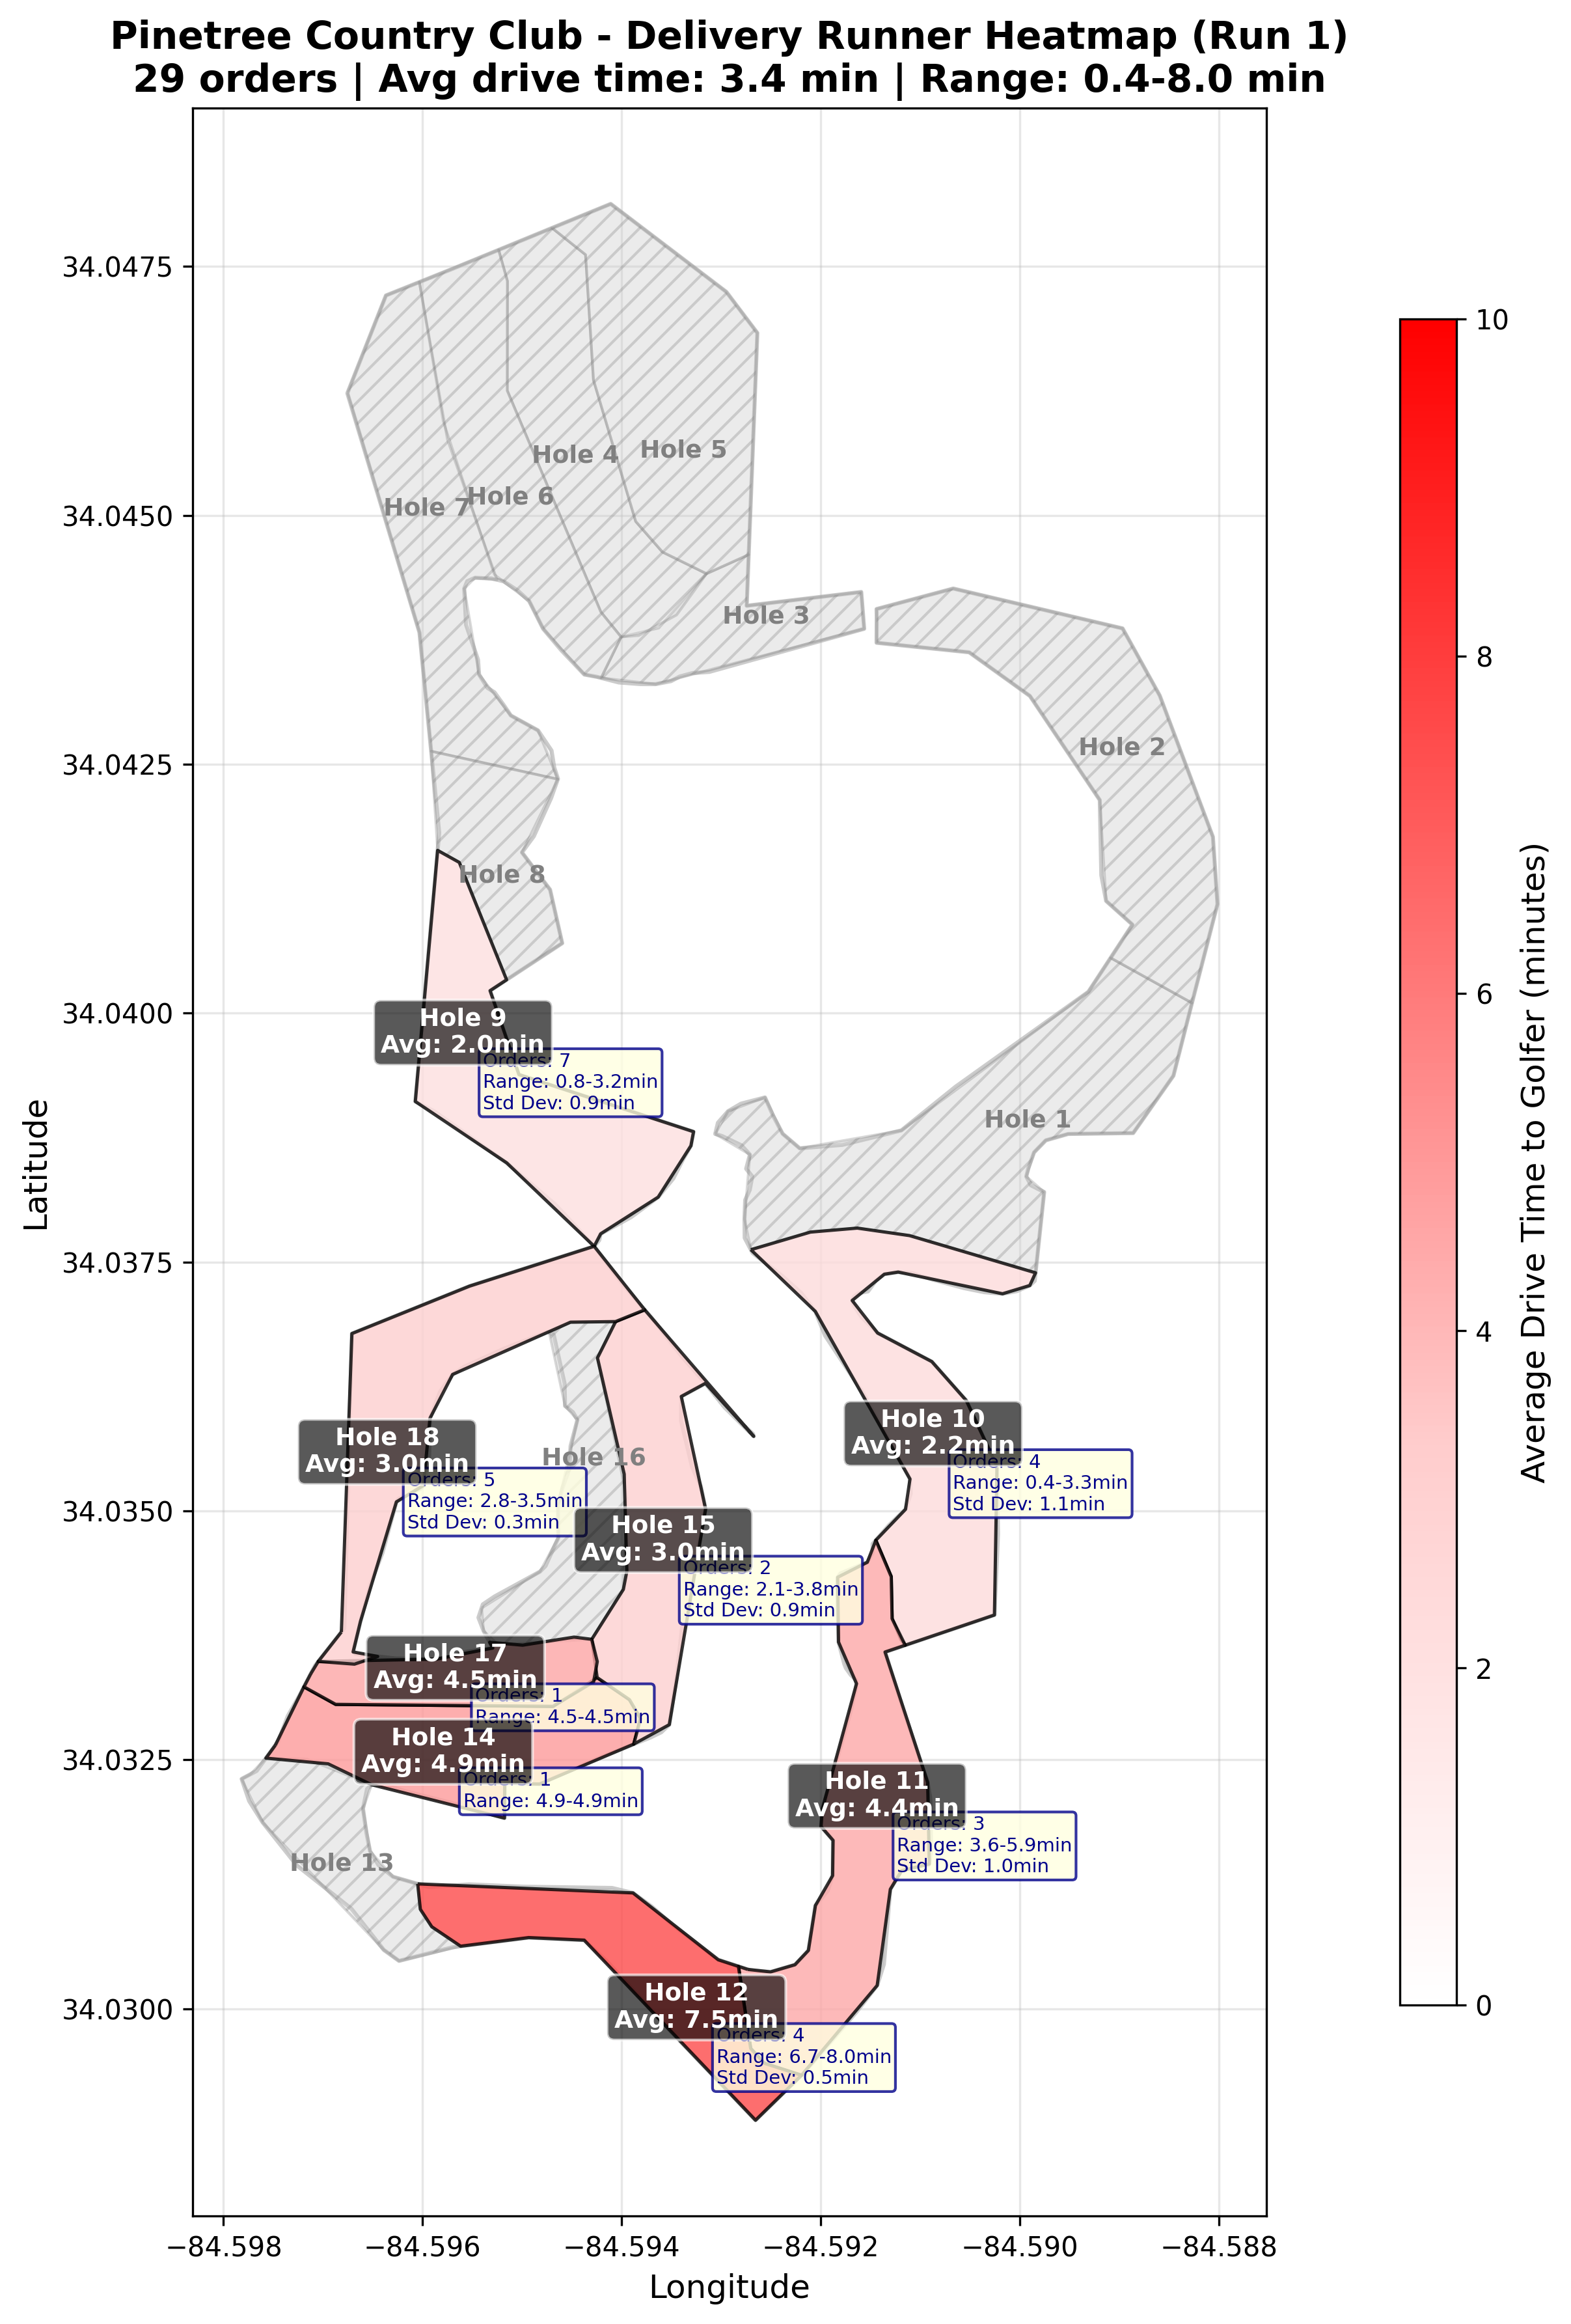 Pinetree Country Club - Delivery Runner Heatmap (Run 1)
29 orders | Avg drive time: 3.4 min | Range: 0.4-8.0 min
34.0475
34.0450
34.0425
34.0400
34.0375
34.0350
34.0325
34.0300
Latitude
−84.598
−84.596
−84.594
−84.592
−84.590
−84.588
Longitude
Hole 4
Hole 5
Hole 7
Hole 6
Hole 3
Hole 2
Hole 8
Hole 1
Hole 9
Avg: 2.0min
Orders: 7
Range: 0.8-3.2min
Std Dev: 0.9min
Hole 10
Avg: 2.2min
Orders: 4
Range: 0.4-3.3min
Std Dev: 1.1min
Hole 18
Avg: 3.0min
Orders: 5
Range: 2.8-3.5min
Std Dev: 0.3min
Hole 16
Hole 15
Avg: 3.0min
Orders: 2
Range: 2.1-3.8min
Std Dev: 0.9min
Hole 17
Avg: 4.5min
Orders: 1
Range: 4.5-4.5min
Hole 14
Avg: 4.9min
Orders: 1
Range: 4.9-4.9min
Hole 11
Avg: 4.4min
Orders: 3
Range: 3.6-5.9min
Std Dev: 1.0min
Hole 13
Hole 12
Avg: 7.5min
Orders: 4
Range: 6.7-8.0min
Std Dev: 0.5min
10
8
6
4
2
0
Average Drive Time to Golfer (minutes)